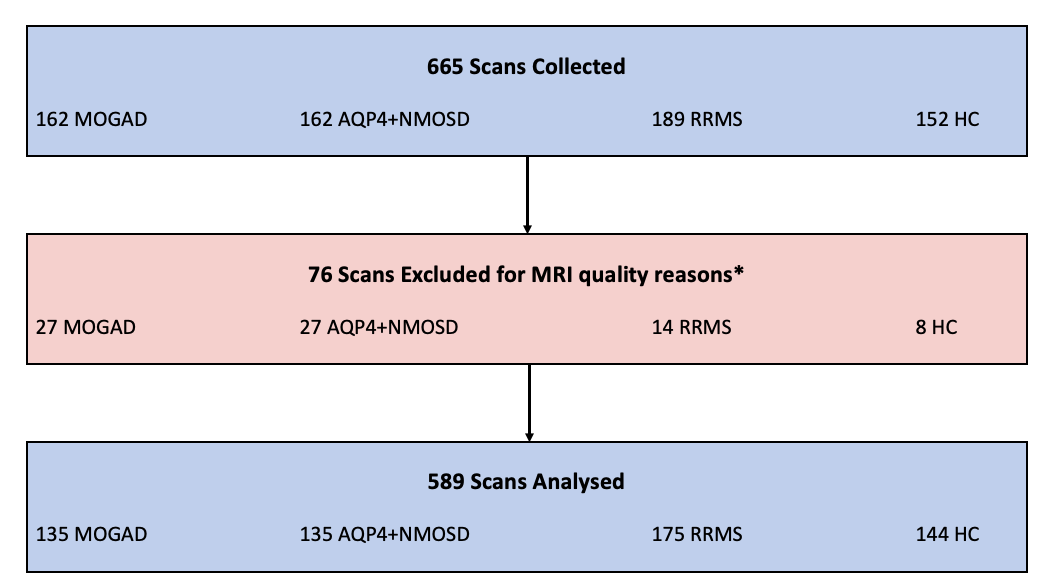 665 Scans Collected
162 MOGAD 162 AQP4+NMOSD 189 RRMS 152 HC
76 Scans Excluded for MRI quality reasons*
27 MOGAD 27 AQP4+NMOSD 14 RRMS 8 HC
589 Scans Analysed
135 MOGAD 135 AQP4+NMOSD 175 RRMS 144 HC